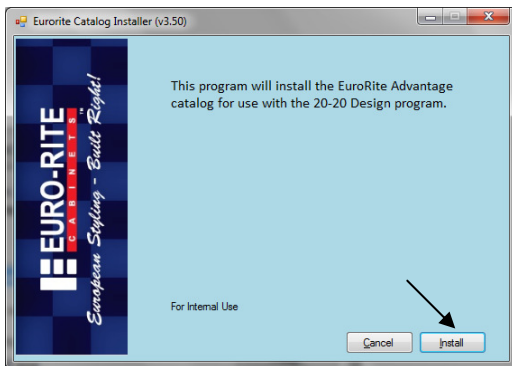 Eurorite Catalog Installer (v3.50)
This program will install the EuroRite Advantage
catalog for use with the 20-20 Design program.
EURO-RITE
CABINETS™
European Styling - Built Right!
For Internal Use
Cancel
Install